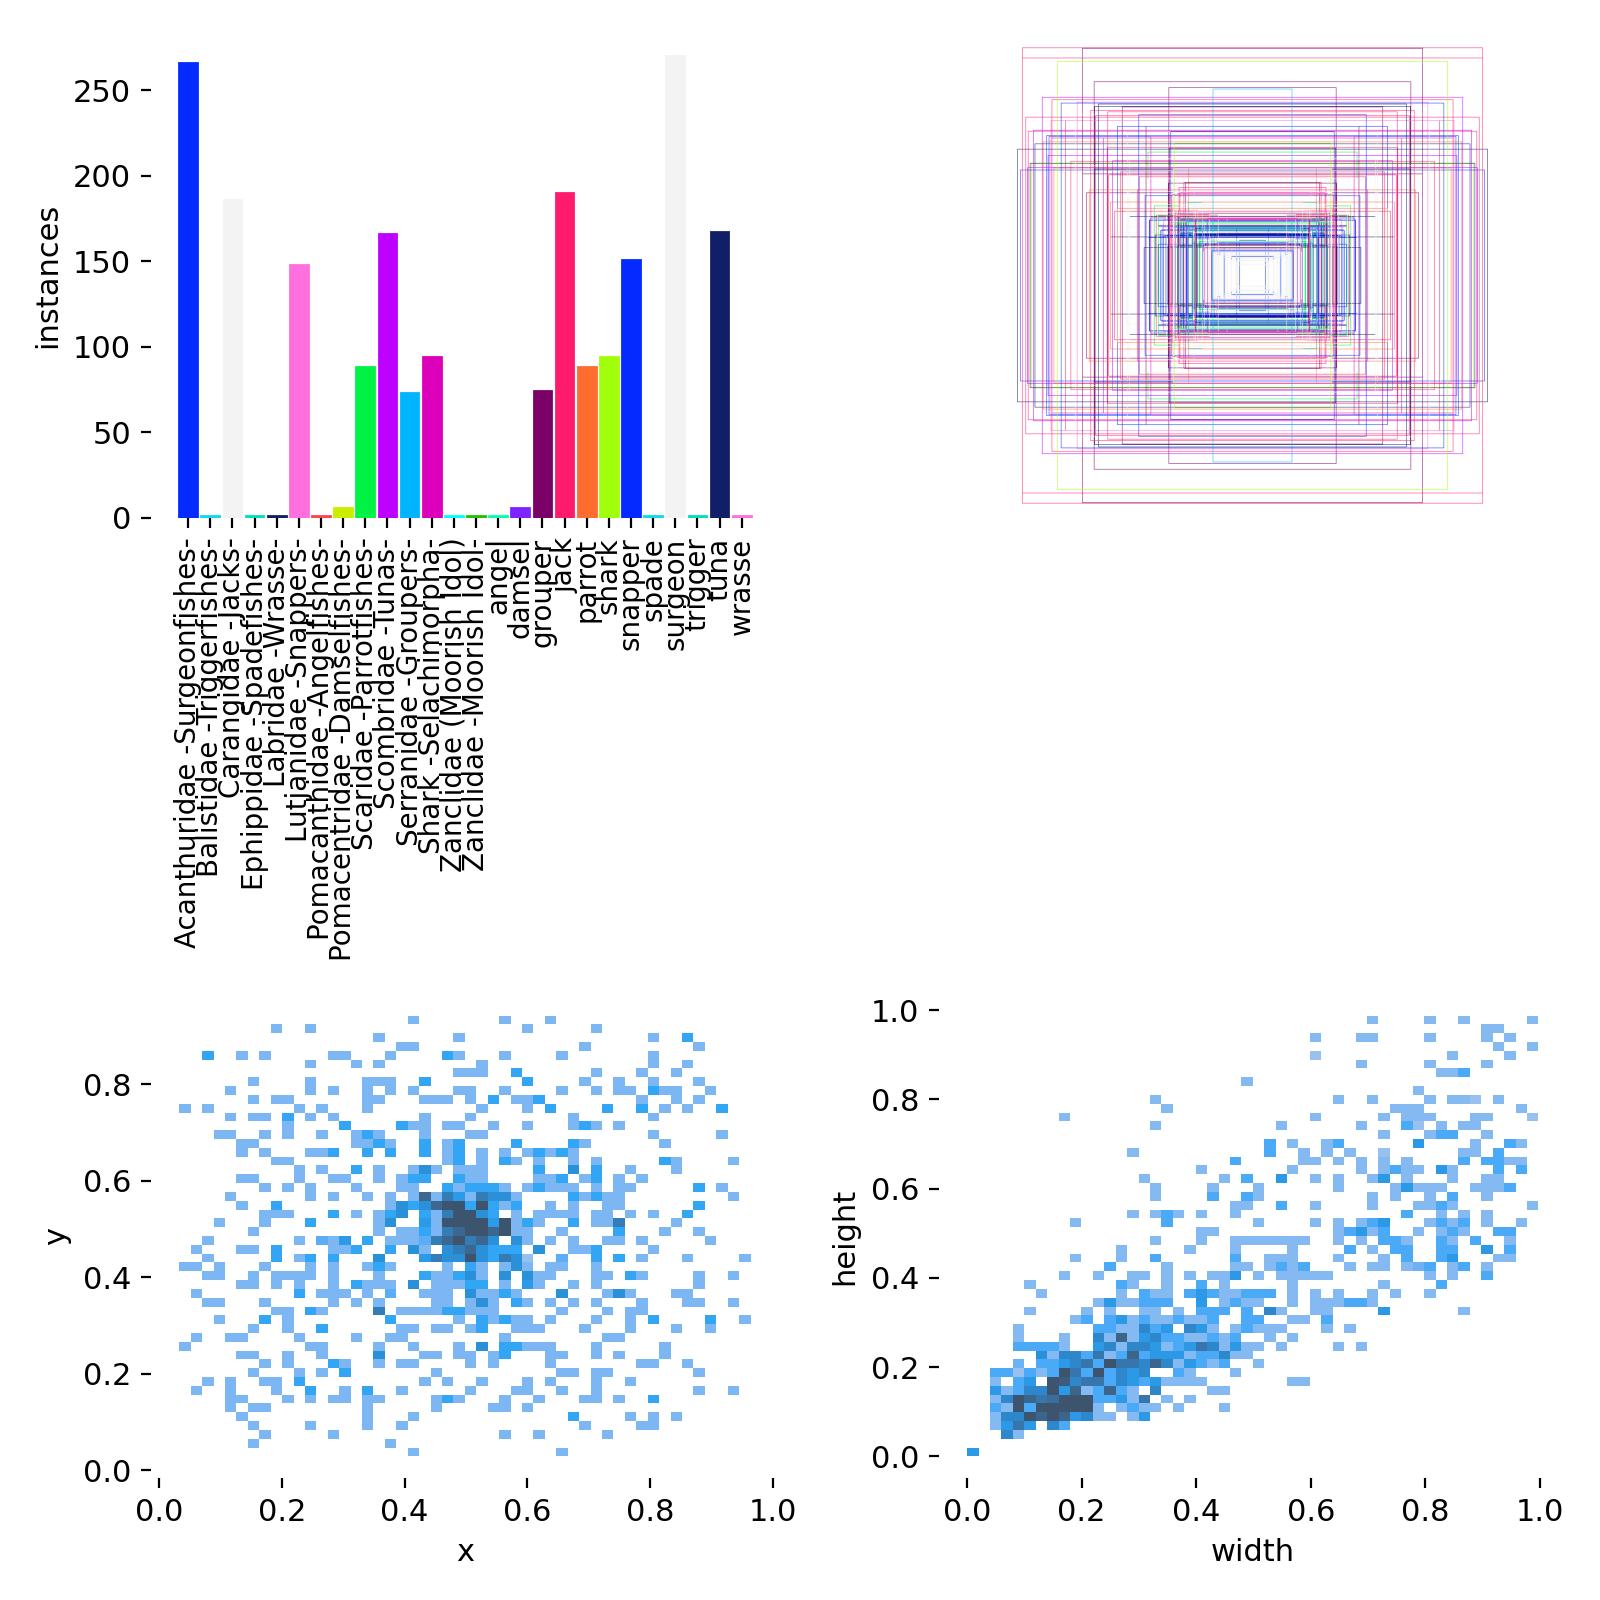 instances
250
200
150
100
50
0
Acanthuridae -Surgeonfishes-
Balistidae -Triggerfishes-
Carangidae -Jacks-
Ephippidae -Spadefishes-
Labridae -Wrasse-
Lutjanidae -Snappers-
Pomacanthidae -Angelfishes-
Pomacentridae -Damselfishes-
Scaridae -Parrotfishes-
Scombridae -Tunas-
Serranidae -Groupers-
Shark -Selachimorpha-
Zanclidae (Moorish Idol)
Zanclidae -Moorish Idol-
angel
damsel
grouper
jack
parrot
shark
snapper
spade
surgeon
trigger
tuna
wrasse
y
0.8
0.6
0.4
0.2
0.0
0.0 0.2 0.4 0.6 0.8 1.0
x
height
1.0
0.8
0.6
0.4
0.2
0.0
0.0 0.2 0.4 0.6 0.8 1.0
width